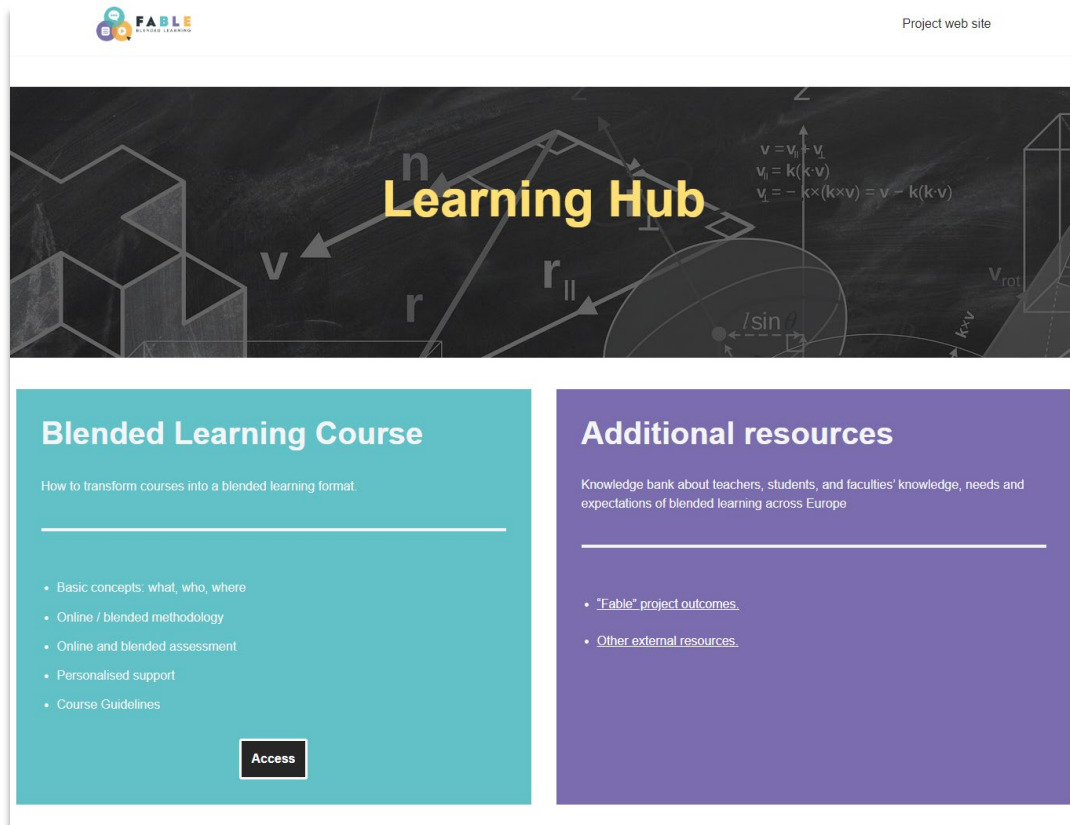 FABLE
BLENDED LEARNING
Project web site
Learning Hub
n
v
r
r||
r⊥
v = v|| + v⊥
v|| = k(k·v)
v⊥ = − k×(k×v) = v − k(k·v)
z
l sin θ
vrot
k×v
Blended Learning Course
How to transform courses into a blended learning format.
Basic concepts: what, who, where
Online / blended methodology
Online and blended assessment
Personalised support
Course Guidelines
Access
Additional resources
Knowledge bank about teachers, students, and faculties’ knowledge, needs and
expectations of blended learning across Europe
“Fable” project outcomes.
Other external resources.